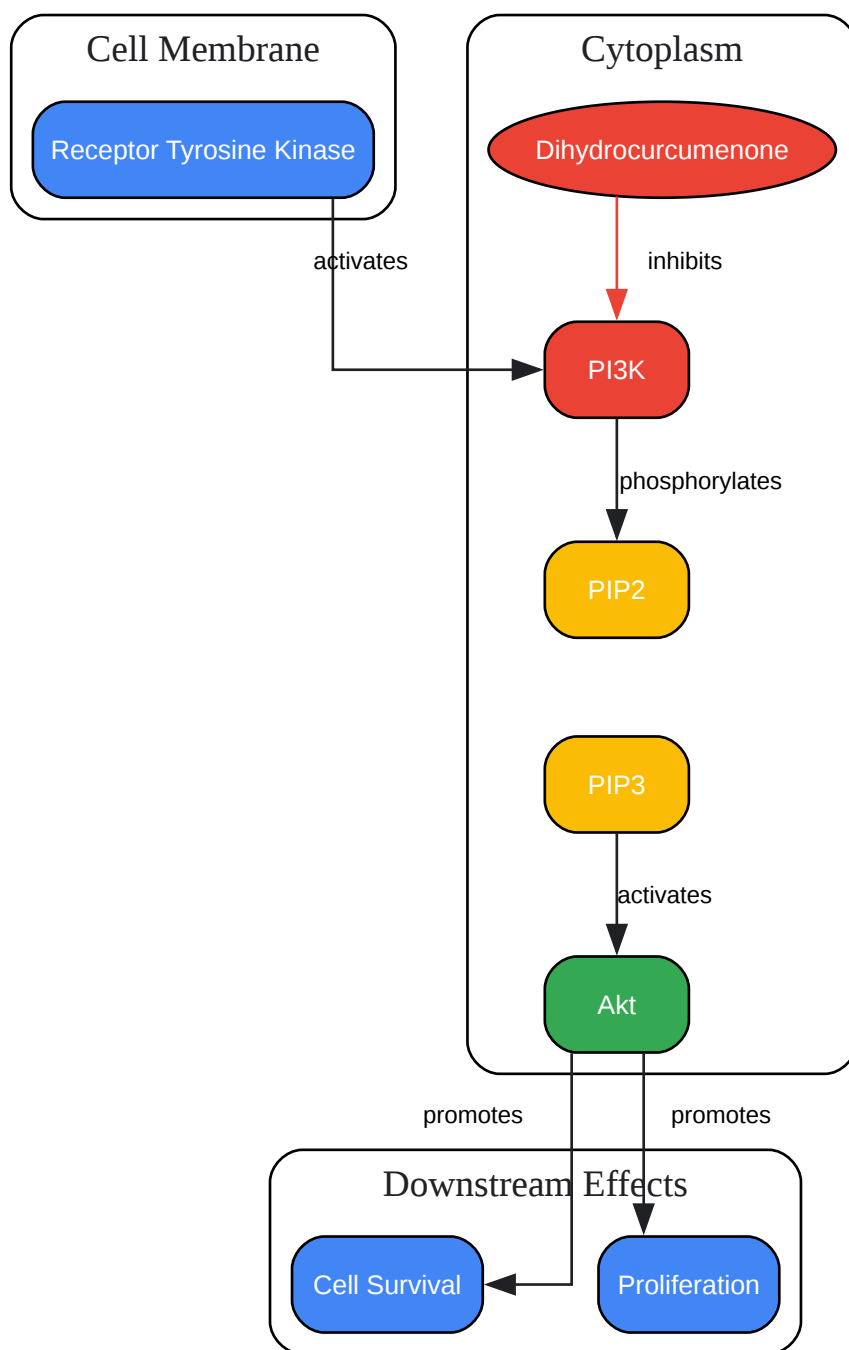 Cell Membrane
Receptor Tyrosine Kinase
activates
Cytoplasm
Dihydrocurcumenone
inhibits
PI3K
phosphorylates
PIP2
PIP3
activates
Akt
promotes
promotes
Downstream Effects
Cell Survival
Proliferation